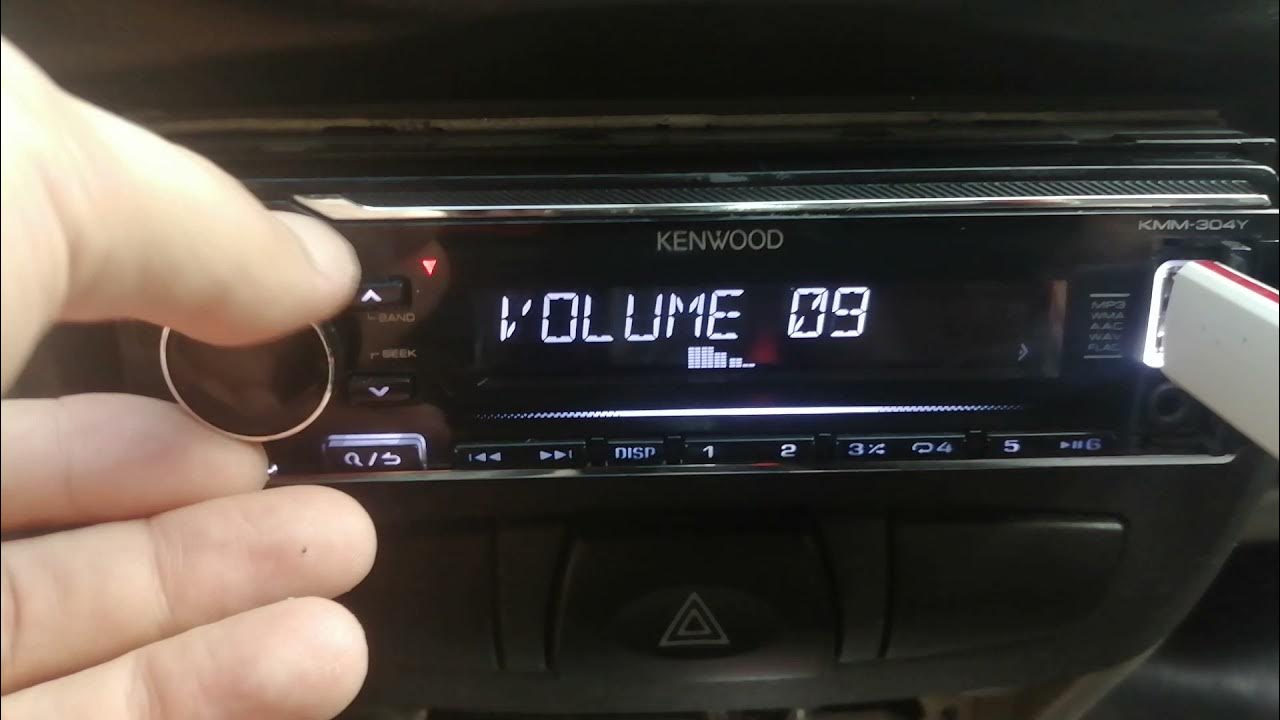 KENWOOD
KMM-304Y
BAND
SEEK
VOLUME 09
MP3
WMA
AAC
WAV
FLAC
DISP
1
2
3
4
5
6